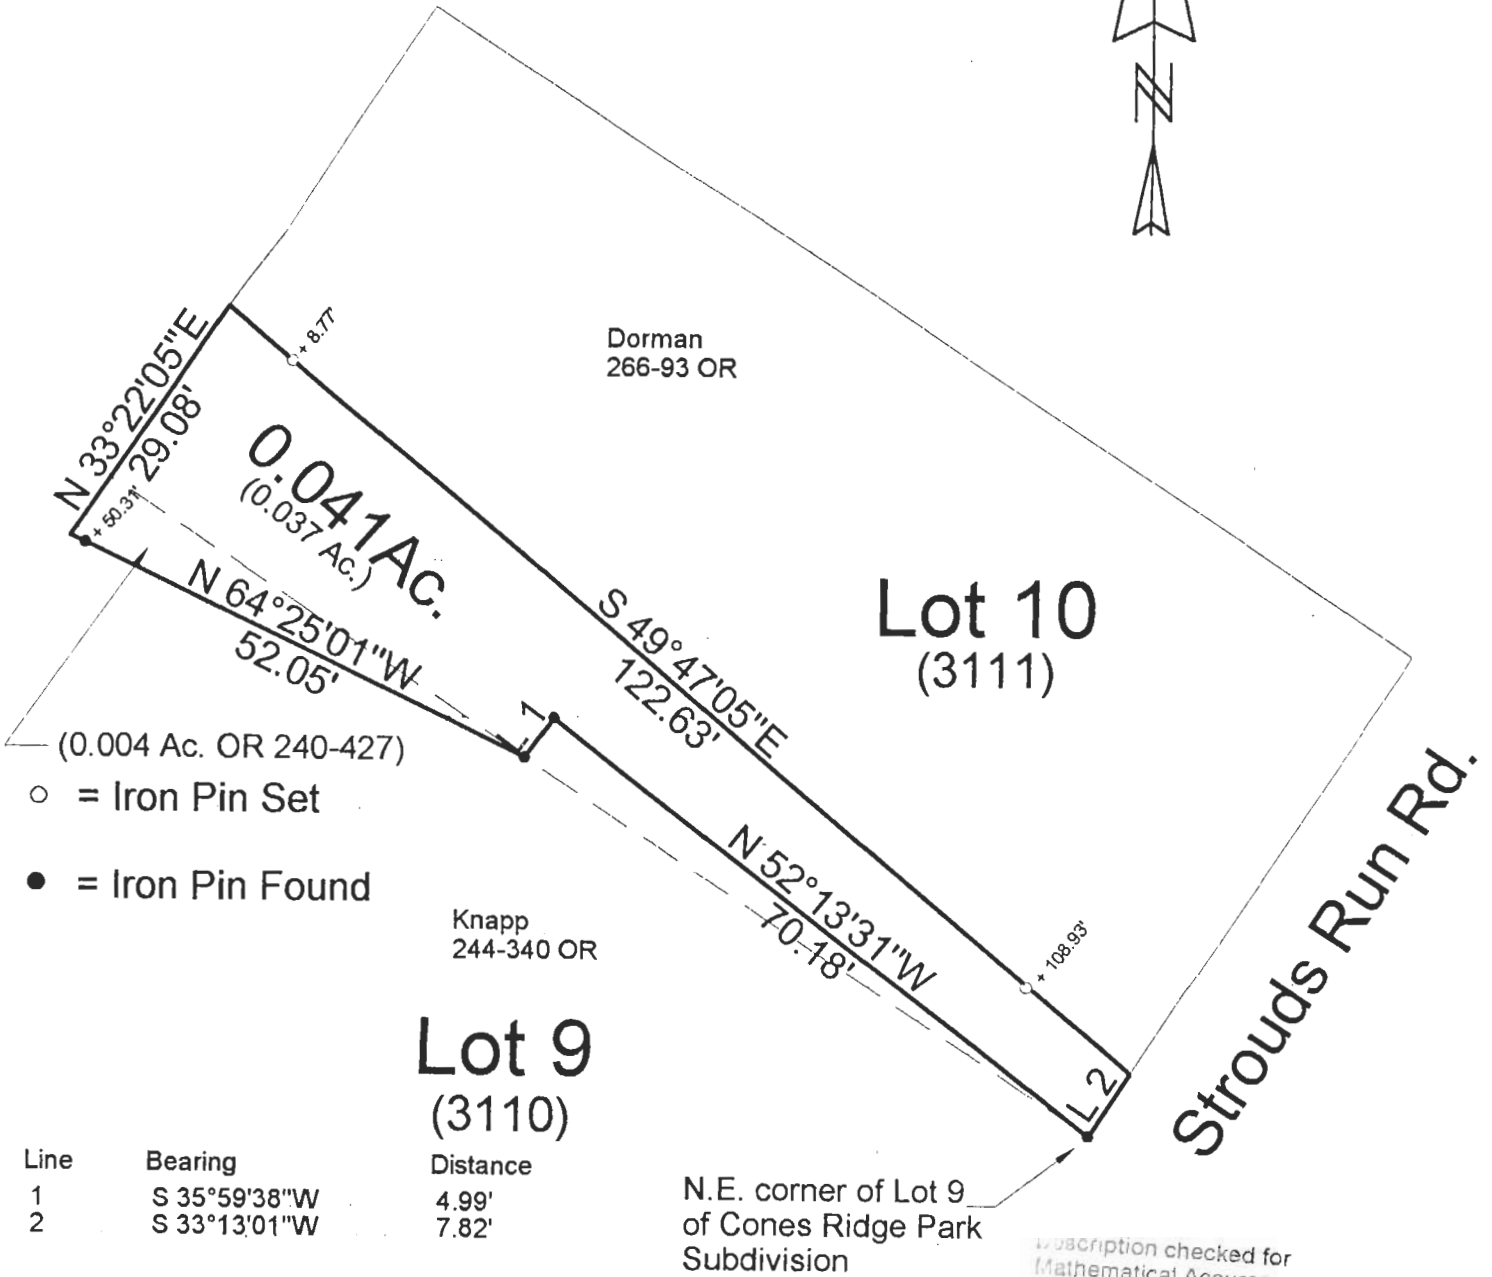 N
+ 8.77'
Dorman
266-93 OR
N 33°22'05"E
29.08'
+ 50.31'
0.041Ac.
(0.037 Ac.)
N 64°25'01"W
52.05'
S 49°47'05"E
122.63'
Lot 10
(3111)
L 1
(0.004 Ac. OR 240-427)
= Iron Pin Set
= Iron Pin Found
N 52°13'31"W
70.18'
Knapp
244-340 OR
+ 108.93'
Strouds Run Rd.
Lot 9
(3110)
L 2
Line Bearing Distance
1 S 35°59'38"W 4.99'
2 S 33°13'01"W 7.82'
N.E. corner of Lot 9
of Cones Ridge Park
Subdivision
Description checked for
Mathematical